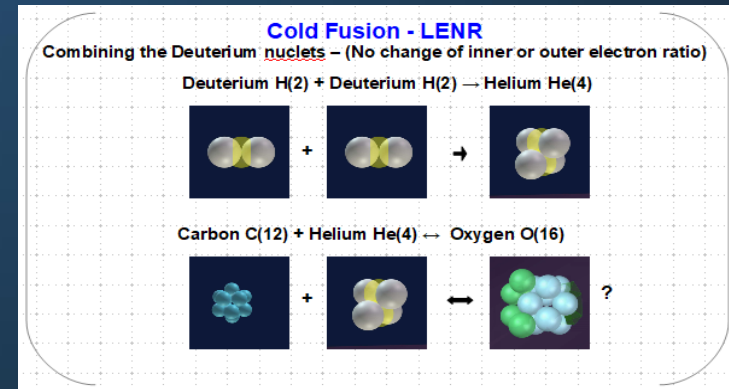 Cold Fusion - LENR
Combining the Deuterium nuclets – (No change of inner or outer electron ratio)
Deuterium H(2) + Deuterium H(2) → Helium He(4)
+ →
Carbon C(12) + Helium He(4) ↔ Oxygen O(16)
+ ↔ ?